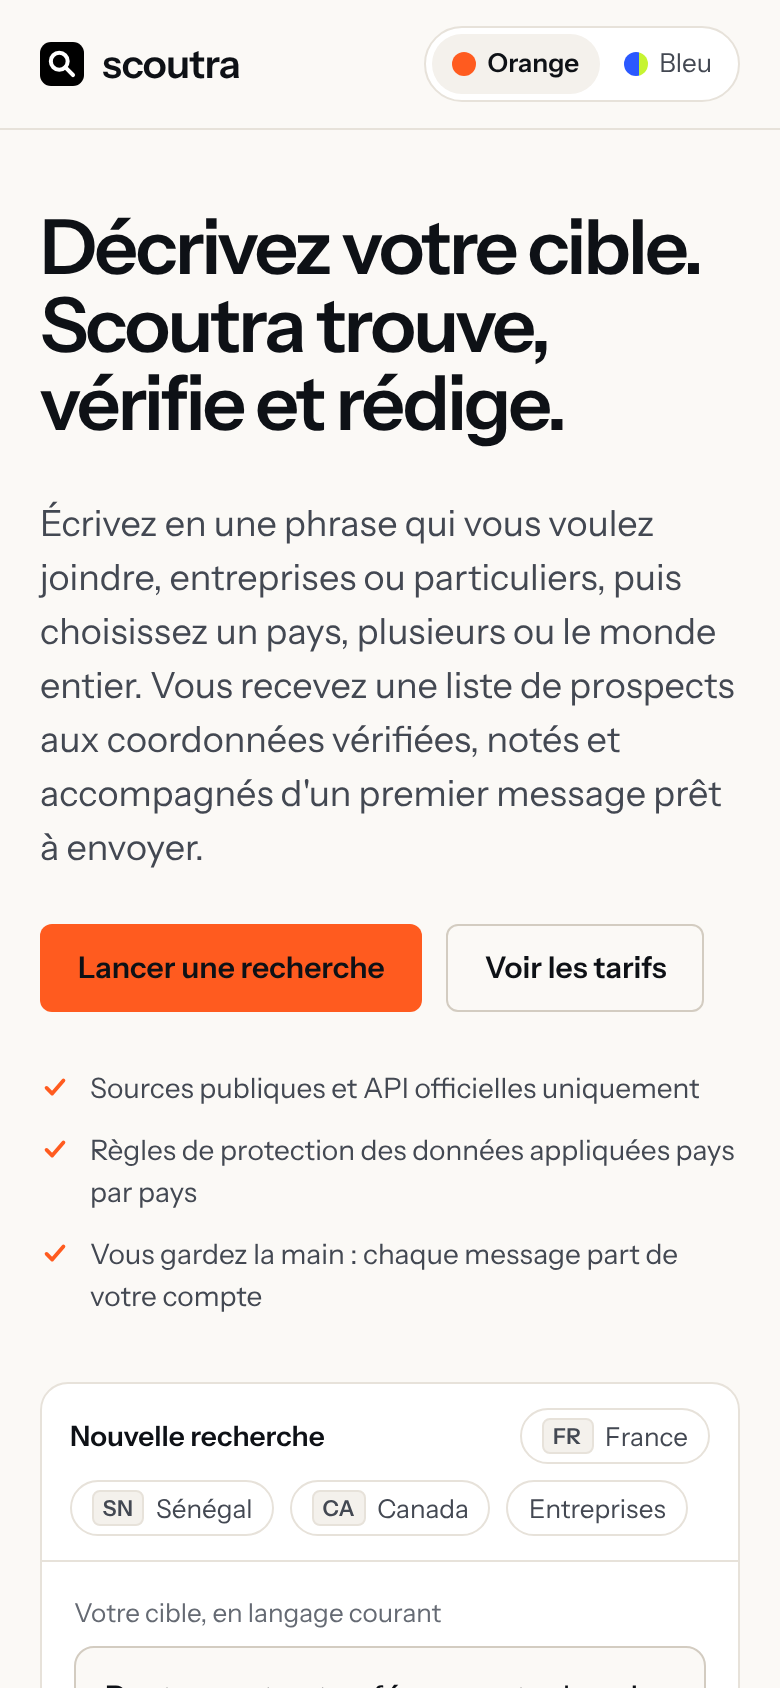 scoutra
Orange
Bleu
Décrivez votre cible.
Scoutra trouve,
vérifie et rédige.
Écrivez en une phrase qui vous voulez
joindre, entreprises ou particuliers, puis
choisissez un pays, plusieurs ou le monde
entier. Vous recevez une liste de prospects
aux coordonnées vérifiées, notés et
accompagnés d'un premier message prêt
à envoyer.
Lancer une recherche
Voir les tarifs
Sources publiques et API officielles uniquement
Règles de protection des données appliquées pays
par pays
Vous gardez la main : chaque message part de
votre compte
Nouvelle recherche
FR France
SN Sénégal
CA Canada
Entreprises
Votre cible, en langage courant